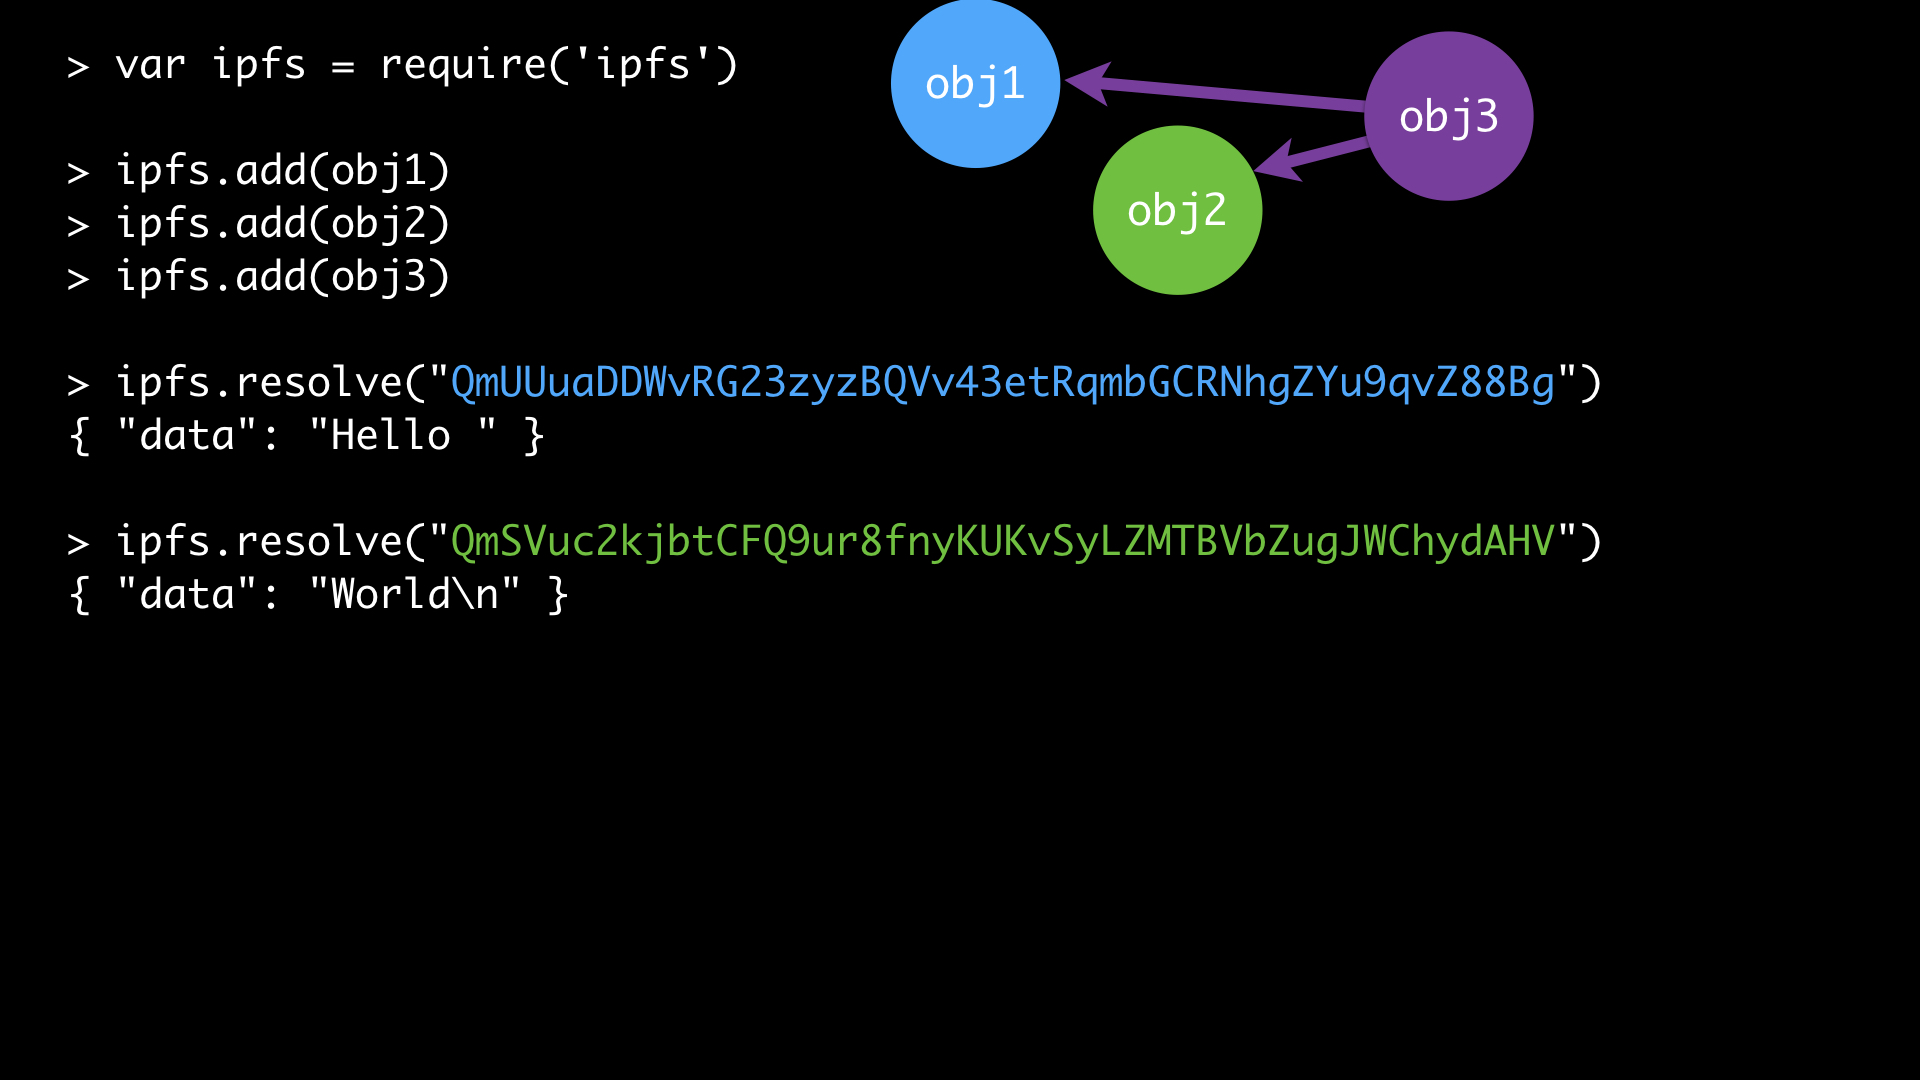 > var ipfs = require('ipfs')
> ipfs.add(obj1)
> ipfs.add(obj2)
> ipfs.add(obj3)
> ipfs.resolve("QmUUuaDDWvRG23zyzBQVv43etRqmbGCRNhgZYu9qvZ88Bg")
{ "data": "Hello " }
> ipfs.resolve("QmSVuc2kjbtCFQ9ur8fnyKUKvSyLZMTBVbZugJWChydAHV")
{ "data": "World\n" }
obj1
obj3
obj2